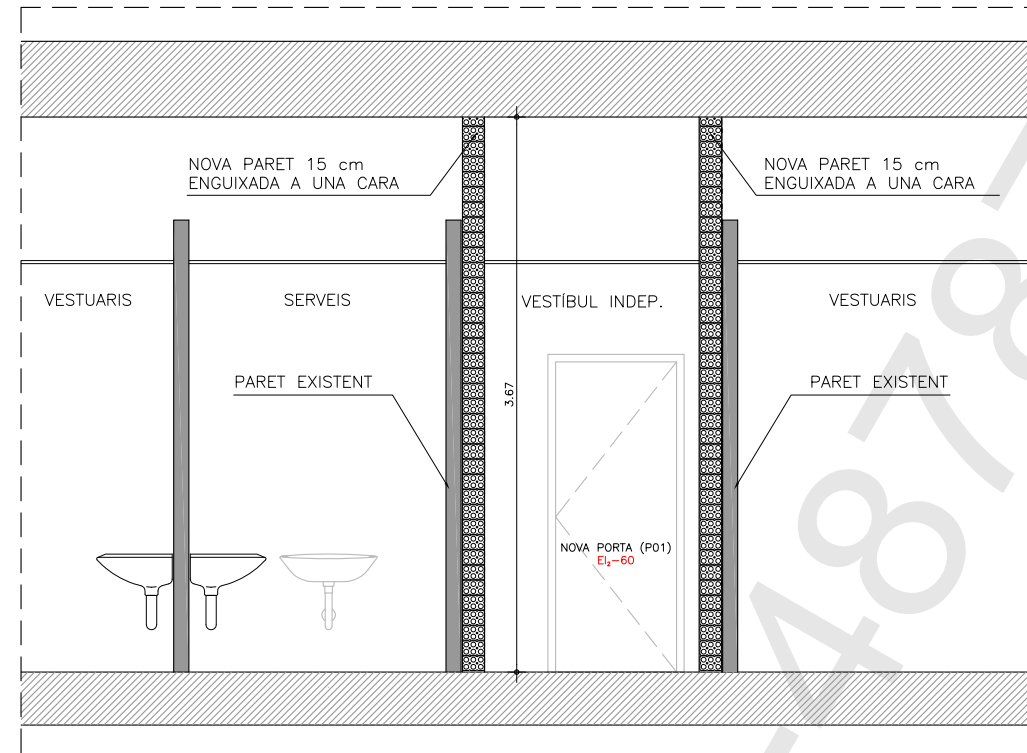 NOVA PARET 15 cm
ENGUIXADA A UNA CARA
NOVA PARET 15 cm
ENGUIXADA A UNA CARA
VESTUARIS
SERVEIS
VESTÍBUL INDEP.
VESTUARIS
PARET EXISTENT
3.67
PARET EXISTENT
NOVA PORTA (P01)
EI₂-60
-4878-